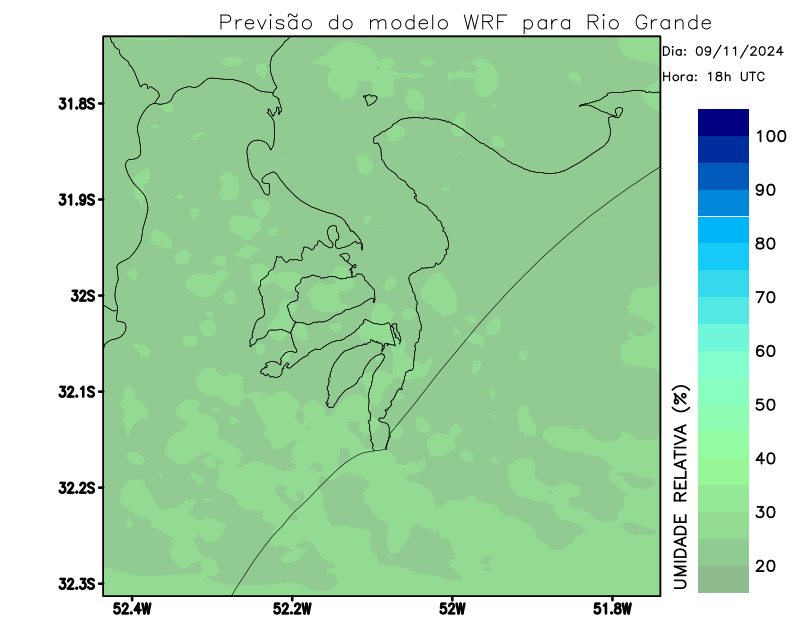 Previsão do modelo WRF para Rio Grande
Dia: 09/11/2024
Hora: 18h UTC
31.8S
31.9S
32S
32.1S
32.2S
32.3S
52.4W
52.2W
52W
51.8W
UMIDADE RELATIVA (%)
100
90
80
70
60
50
40
30
20